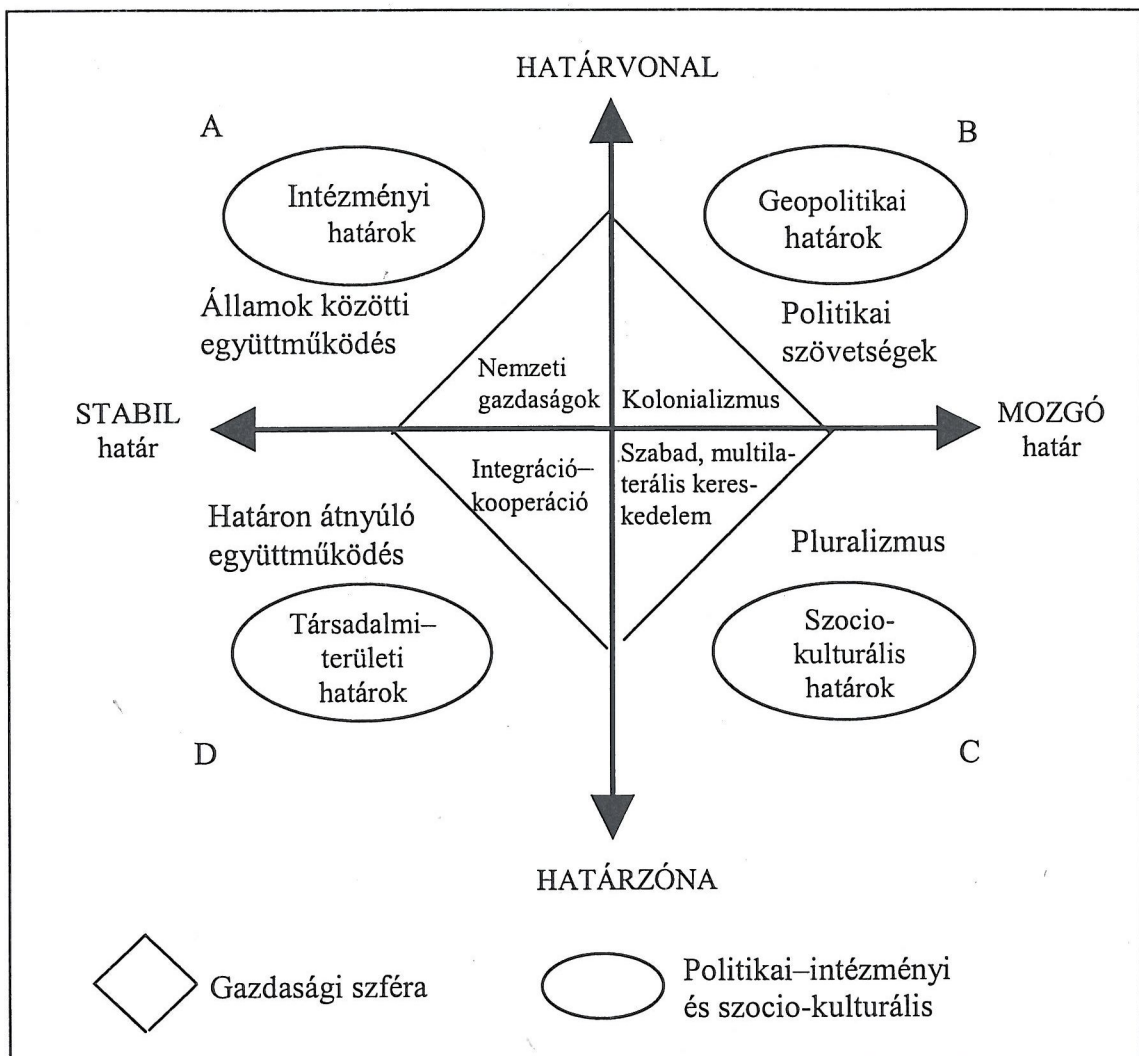 HATÁRVONAL
A
B
Intézményi
határok
Geopolitikai
határok
Államok közötti
együttműködés
Politikai
szövetségek
Nemzeti
gazdaságok
Kolonializmus
STABIL
határ
MOZGÓ
határ
Integráció–
kooperáció
Szabad, multila-
terális keres-
kedelem
Határon átnyúló
együttműködés
Pluralizmus
Társadalmi–
területi
határok
Szocio-
kulturális
határok
D
C
HATÁRZÓNA
Gazdasági szféra
Politikai–intézményi
és szocio-kulturális